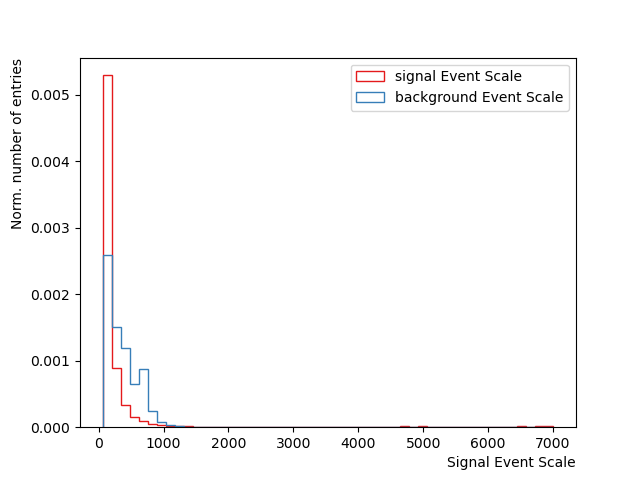 signal Event Scale
background Event Scale
Norm. number of entries
0.005
0.004
0.003
0.002
0.001
0.000
0 1000 2000 3000 4000 5000 6000 7000
Signal Event Scale